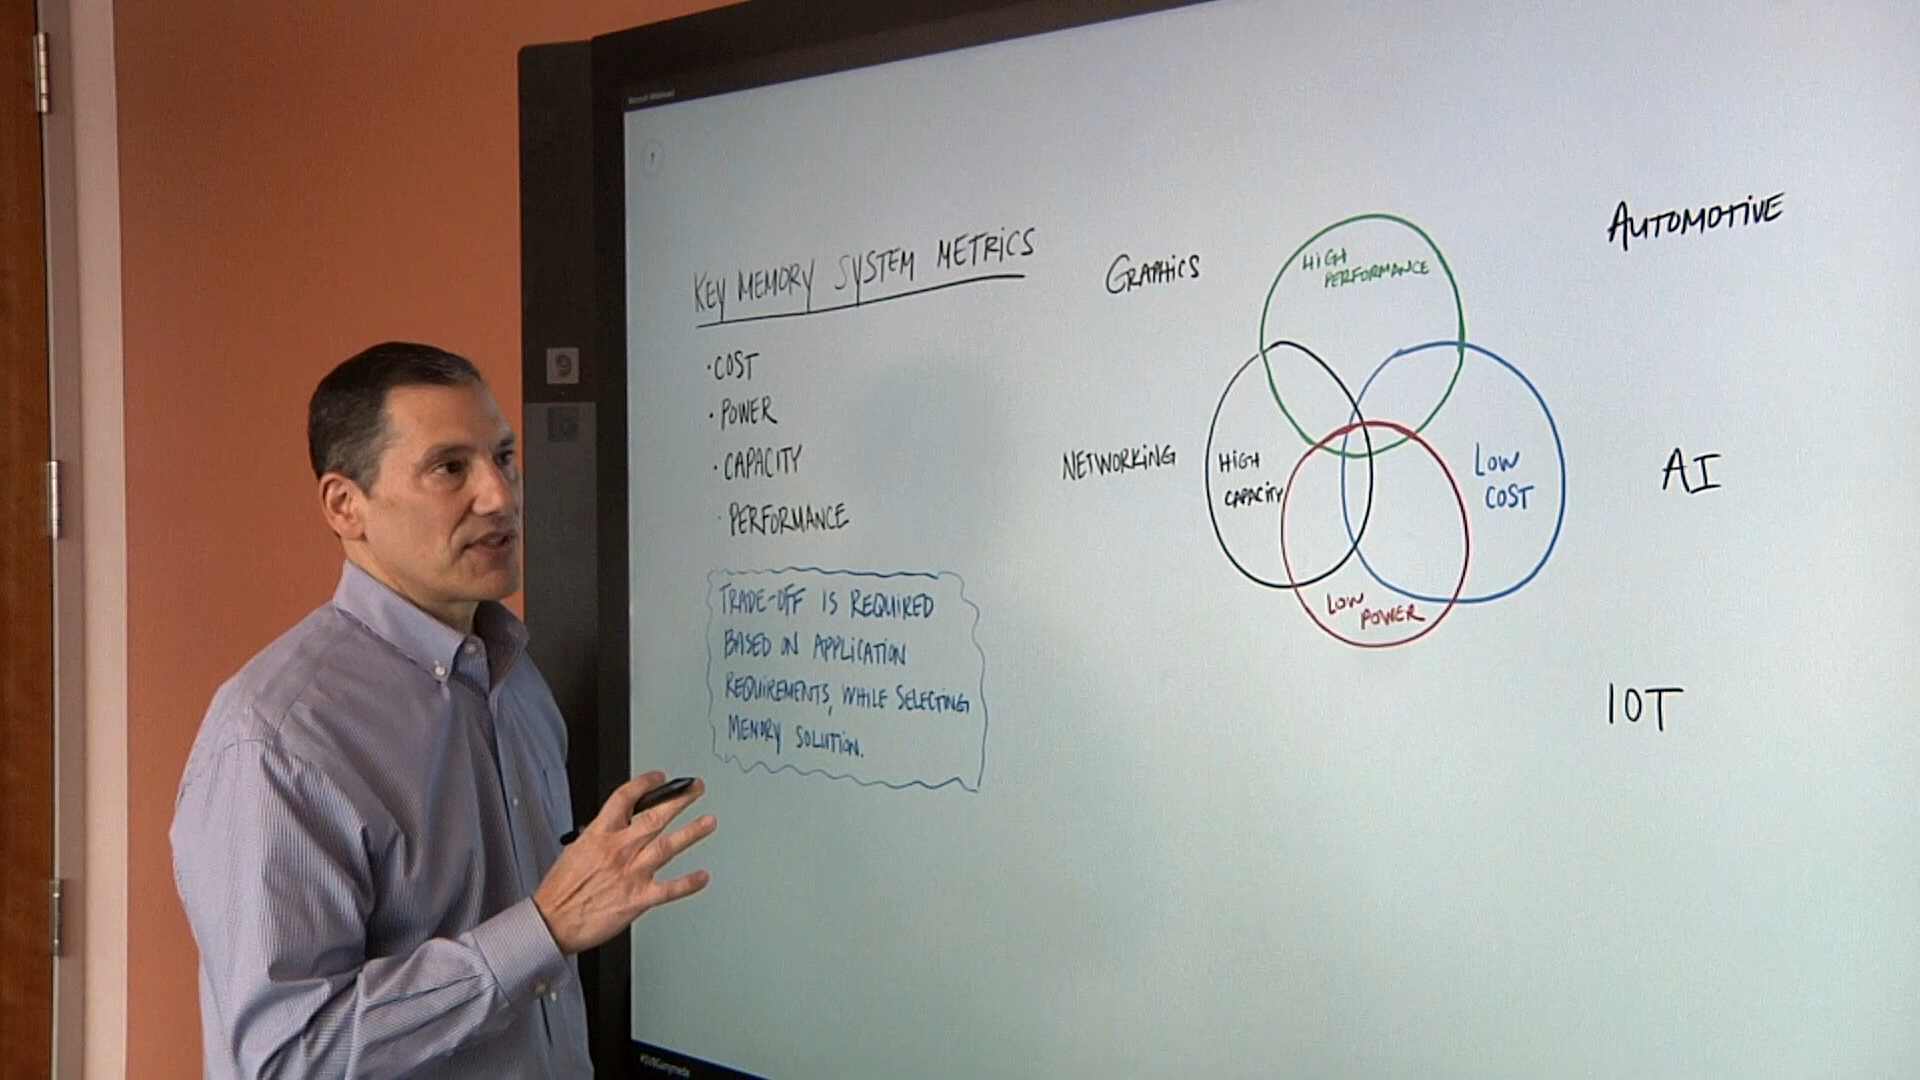 KEY MEMORY SYSTEM METRICS
· COST
· POWER
· CAPACITY
· PERFORMANCE
TRADE-OFF IS REQUIRED
BASED ON APPLICATION
REQUIREMENTS, WHILE SELECTING
MEMORY SOLUTION.
GRAPHICS
NETWORKING
HIGH
PERFORMANCE
HIGH
CAPACITY
LOW
COST
LOW
POWER
AUTOMOTIVE
AI
IOT